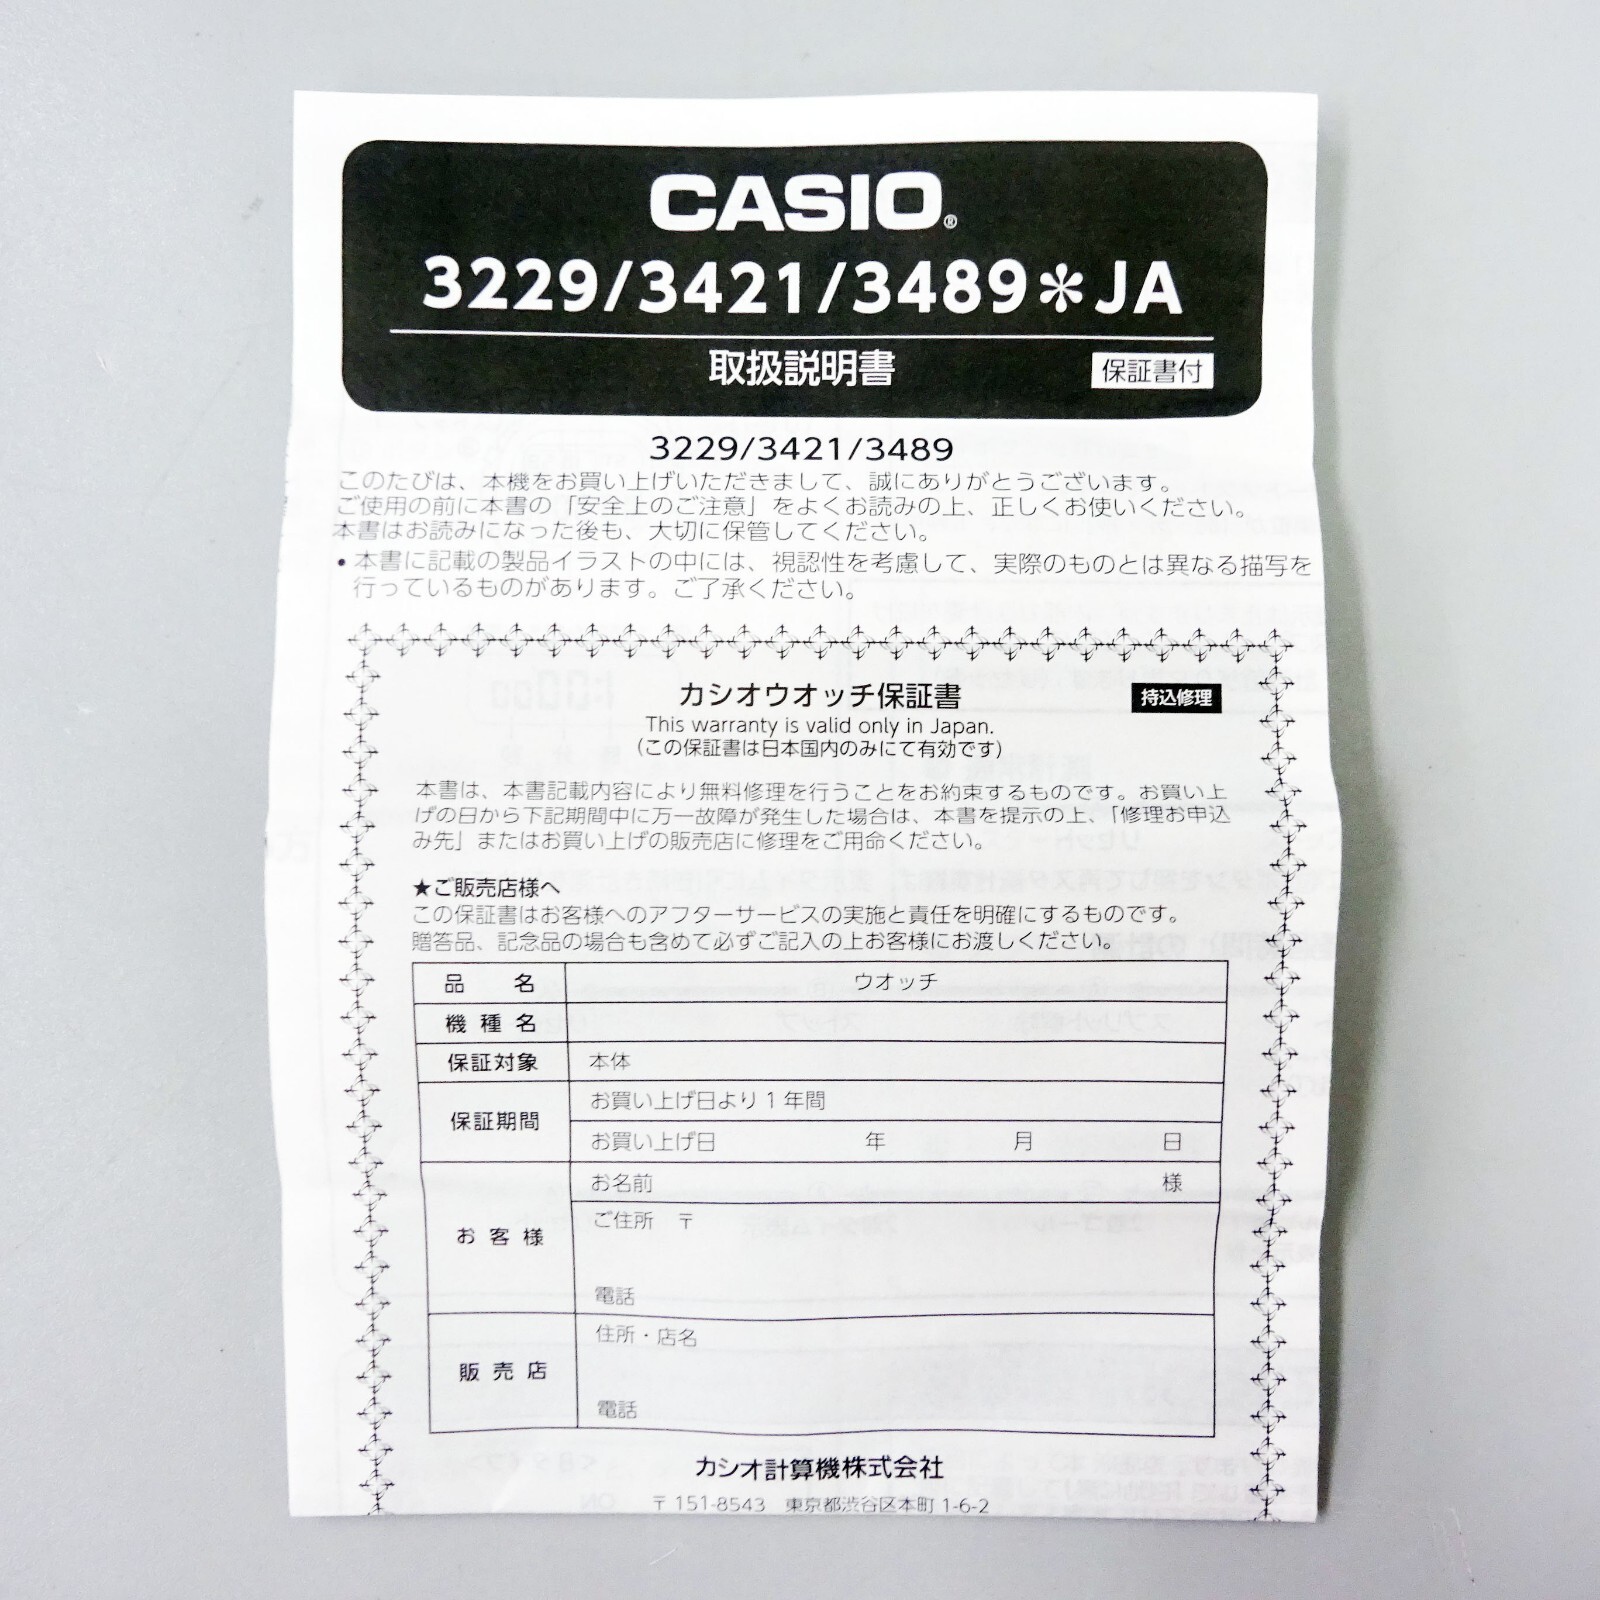 CASIO®
3229/3421/3489＊JA
取扱説明書
保証書付
3229/3421/3489
このたびは、本機をお買い上げいただきまして、誠にありがとうございます。
ご使用の前に本書の「安全上のご注意」をよくお読みの上、正しくお使いください。
本書はお読みになった後も、大切に保管してください。
• 本書に記載の製品イラストの中には、視認性を考慮して、実際のものとは異なる描写を
行っているものがあります。ご了承ください。
カシオウオッチ保証書
持込修理
This warranty is valid only in Japan.
（この保証書は日本国内のみにて有効です）
本書は、本書記載内容により無料修理を行うことをお約束するものです。お買い上
げの日から下記期間中に万一故障が発生した場合は、本書を提示の上、「修理お申込
み先」またはお買い上げの販売店に修理をご用命ください。
★ご販売店様へ
この保証書はお客様へのアフターサービスの実施と責任を明確にするものです。
贈答品、記念品の場合も含めて必ずご記入の上お客様にお渡しください。
品名 ウオッチ
機種名
保証対象 本体
保証期間 お買い上げ日より1年間
お買い上げ日 年 月 日
お客様 お名前 様
ご住所 〒
電話
販売店 住所・店名
電話
カシオ計算機株式会社
〒151-8543 東京都渋谷区本町1-6-2